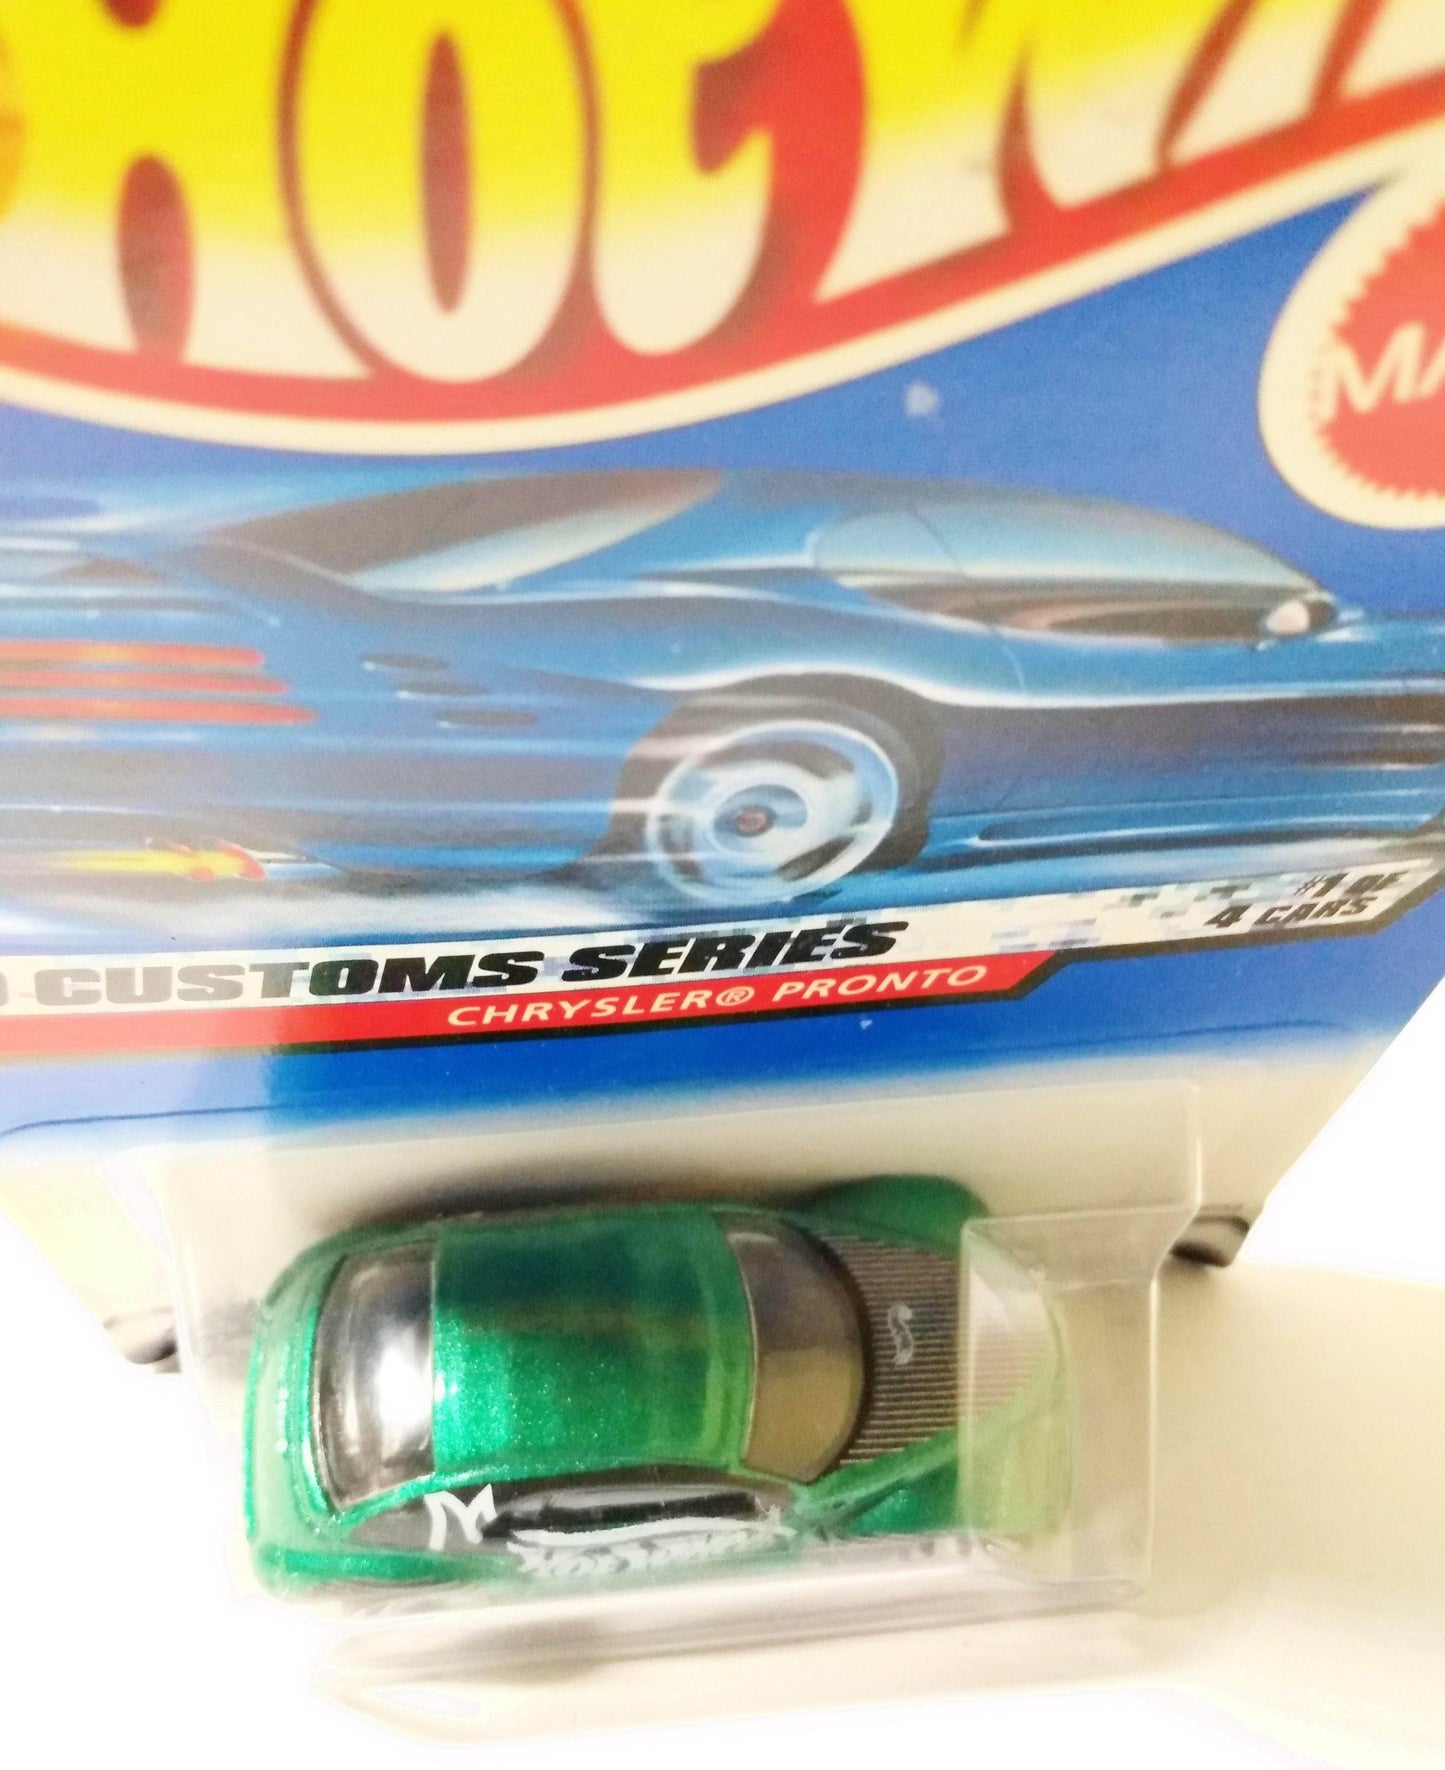 HOT W
MA
CUSTOMS SERIES
#1 OF
4 CARS
CHRYSLER® PRONTO